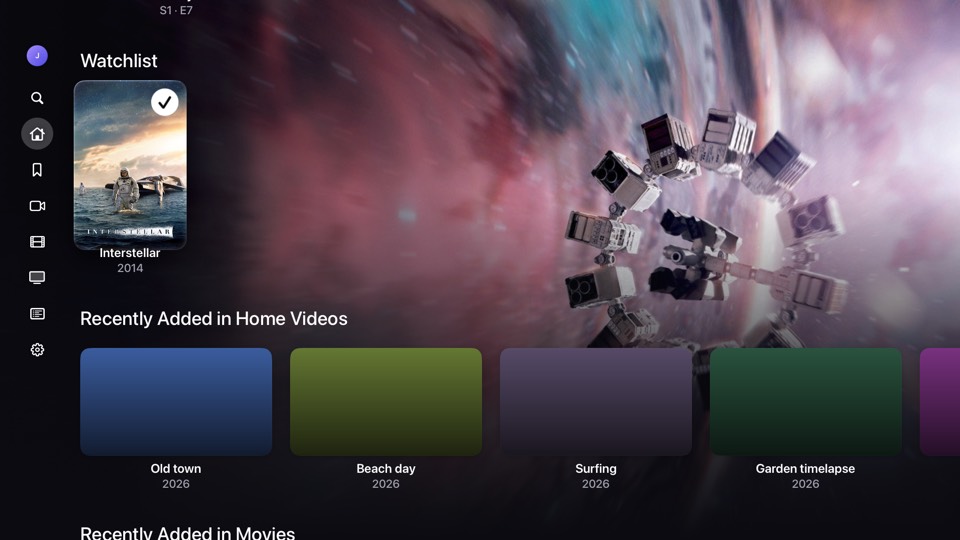 S1 · E7
J
Watchlist
INTERSTELLAR
Interstellar
2014
Recently Added in Home Videos
Old town
2026
Beach day
2026
Surfing
2026
Garden timelapse
2026
Recently Added in Movies